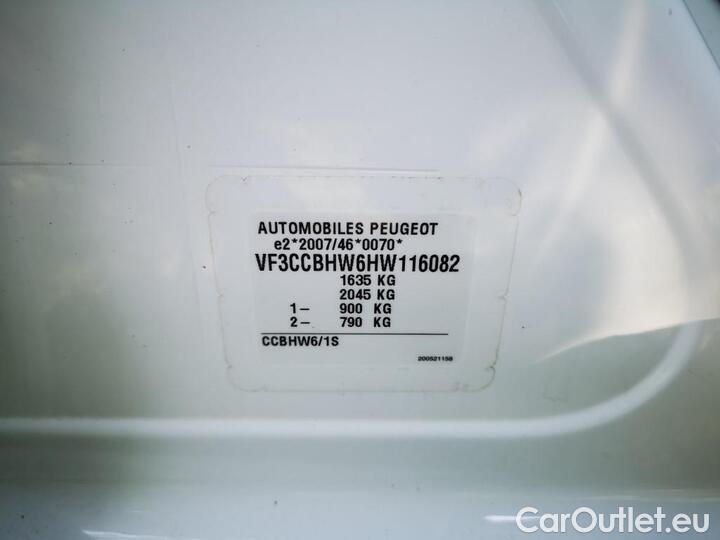 AUTOMOBILES PEUGEOT
e2*2007/46*0070*
VF3CCBHW6HW116082
1635 KG
2045 KG
1– 900 KG
2– 790 KG
CCBHW6/1S
200521158
CarOutlet.eu